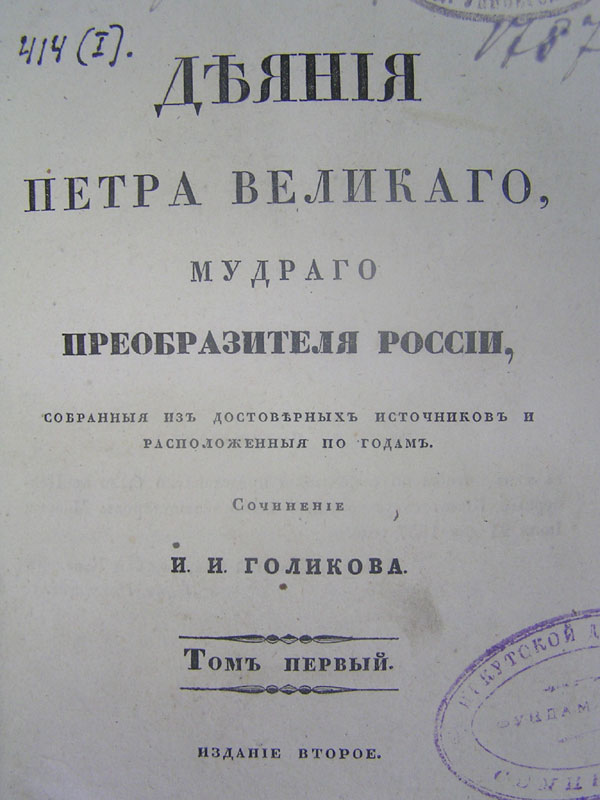 414 (I).
1787
ДѢЯНІЯ
ПЕТРА ВЕЛИКАГО,
МУДРАГО
ПРЕОБРАЗИТЕЛЯ РОССІИ,
СОБРАННЫЯ ИЗЪ ДОСТОВѢРНЫХЪ ИСТОЧНИКОВЪ И
РАСПОЛОЖЕННЫЯ ПО ГОДАМЪ.
Сочиненіе
И. И. ГОЛИКОВА.
Томъ первый.
ИЗДАНІЕ ВТОРОЕ.